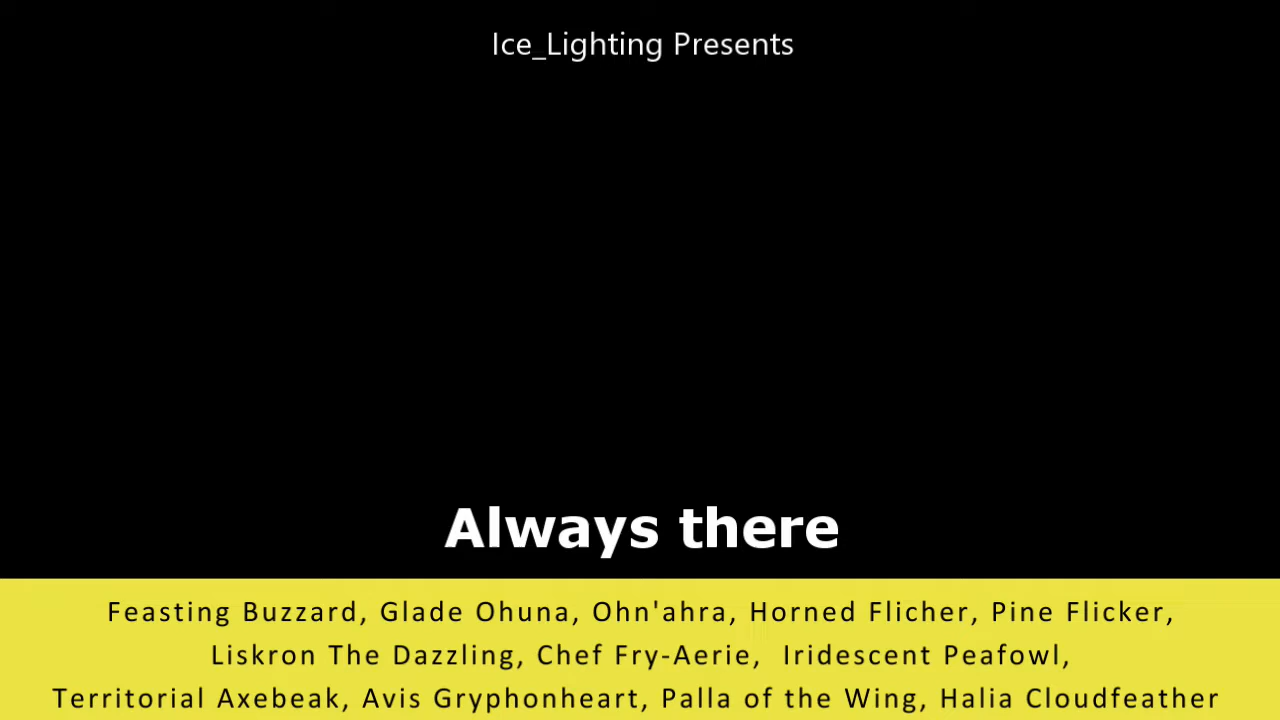 Ice_Lighting Presents
Always there
Feasting Buzzard, Glade Ohuna, Ohn'ahra, Horned Flicher, Pine Flicker,
Liskron The Dazzling, Chef Fry-Aerie,  Iridescent Peafowl,
Territorial Axebeak, Avis Gryphonheart, Palla of the Wing, Halia Cloudfeather